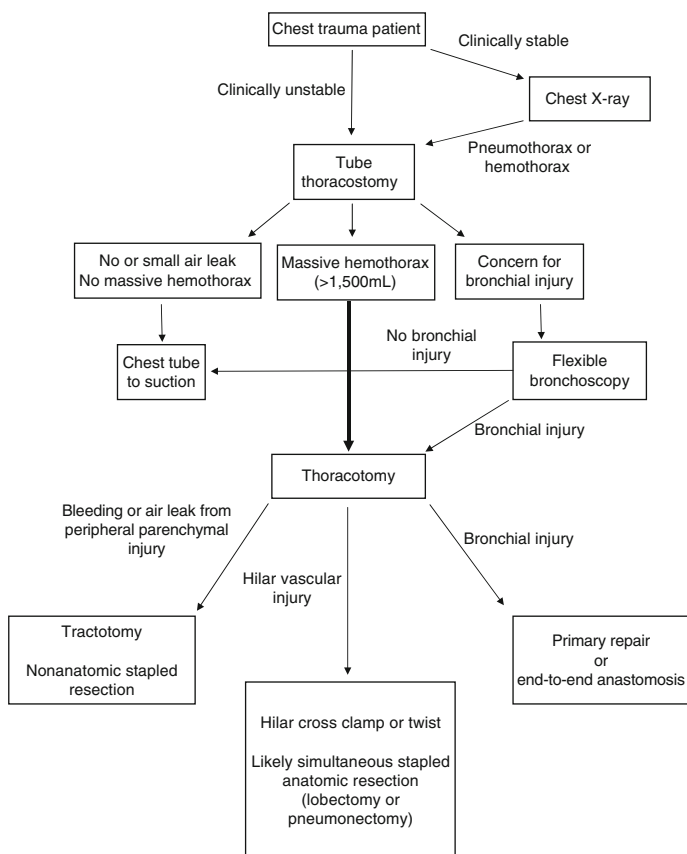 Chest trauma patient
Clinically stable
Clinically unstable
Chest X-ray
Pneumothorax or
hemothorax
Tube
thoracostomy
No or small air leak
No massive hemothorax
Massive hemothorax
(>1,500mL)
Concern for
bronchial injury
No bronchial
injury
Chest tube
to suction
Flexible
bronchoscopy
Bronchial injury
Thoracotomy
Bleeding or air leak from
peripheral parenchymal
injury
Hilar vascular
injury
Bronchial injury
Tractotomy
Nonanatomic stapled
resection
Hilar cross clamp or twist
Likely simultaneous stapled
anatomic resection
(lobectomy or
pneumonectomy)
Primary repair
or
end-to-end anastomosis